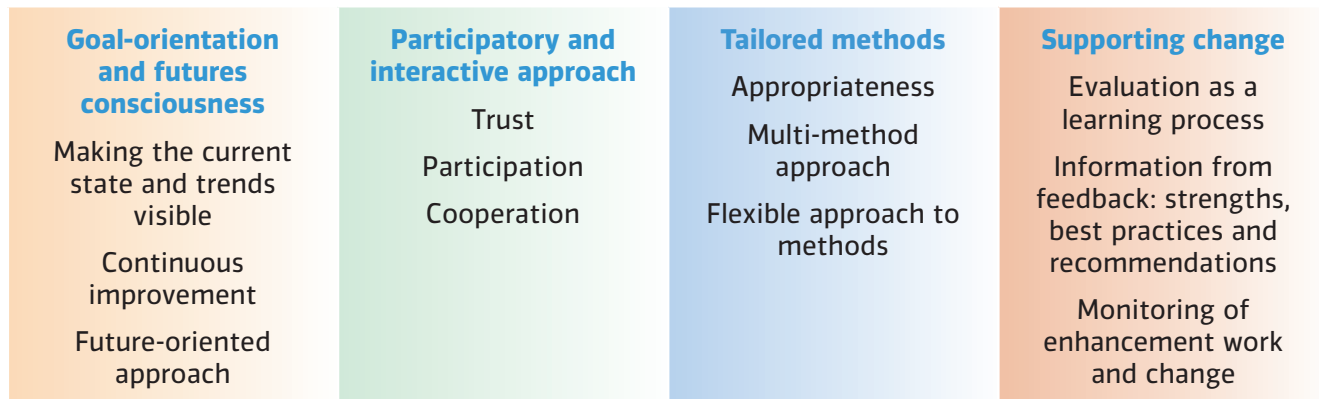 Goal-orientation
and futures
consciousness
Making the current
state and trends
visible
Continuous
improvement
Future-oriented
approach
Participatory and
interactive approach
Trust
Participation
Cooperation
Tailored methods
Appropriateness
Multi-method
approach
Flexible approach to
methods
Supporting change
Evaluation as a
learning process
Information from
feedback: strengths,
best practices and
recommendations
Monitoring of
enhancement work
and change